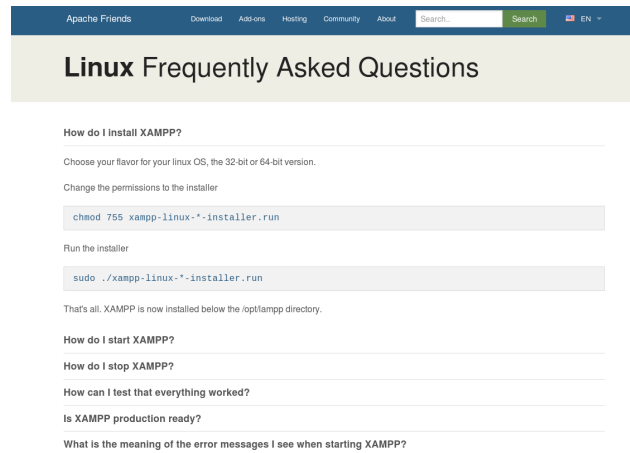 Apache Friends Download Add-ons Hosting Community About Search.. Search EN
Linux Frequently Asked Questions
How do I install XAMPP?
Choose your flavor for your linux OS, the 32-bit or 64-bit version.
Change the permissions to the installer
chmod 755 xampp-linux-*-installer.run
Run the installer
sudo ./xampp-linux-*-installer.run
That's all. XAMPP is now installed below the /opt/lampp directory.
How do I start XAMPP?
How do I stop XAMPP?
How can I test that everything worked?
Is XAMPP production ready?
What is the meaning of the error messages I see when starting XAMPP?